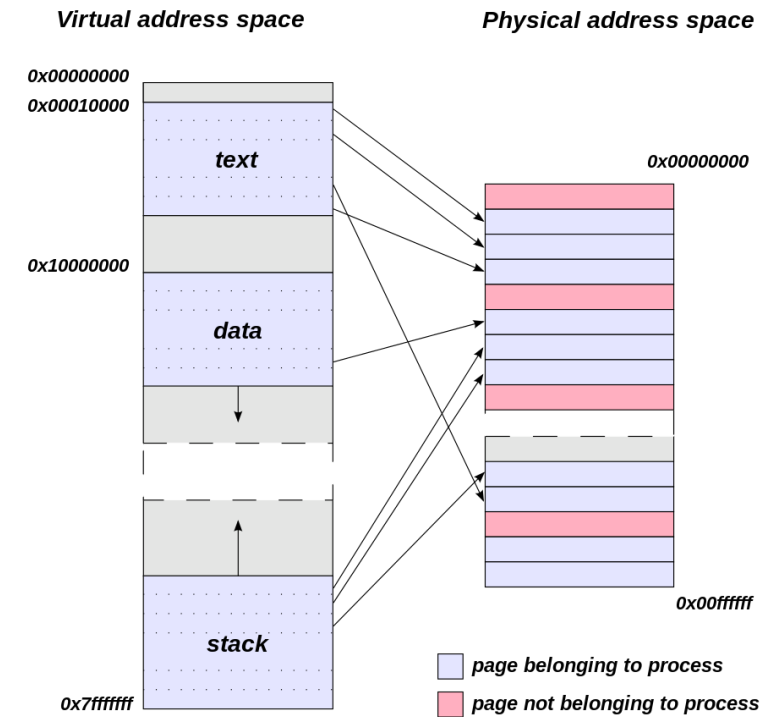 Virtual address space
Physical address space
0x00000000
0x00010000
text
0x00000000
0x10000000
data
0x00ffffff
stack
page belonging to process
0x7fffffff
page not belonging to process